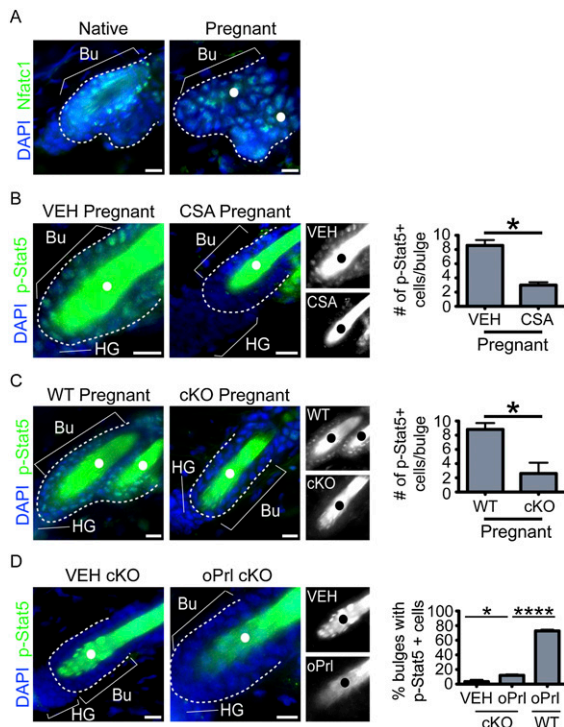 A
Native
Pregnant
DAPI Nfatc1
Bu
Bu
B
VEH Pregnant
CSA Pregnant
DAPI p-Stat5
Bu
HG
Bu
HG
VEH
CSA
# of p-Stat5+
cells/bulge
10
8
6
4
2
0
*
VEH CSA
Pregnant
C
WT Pregnant
cKO Pregnant
DAPI p-Stat5
Bu
HG
HG
Bu
WT
cKO
# of p-Stat5+
cells/bulge
10
8
6
4
2
0
*
WT cKO
Pregnant
D
VEH cKO
oPrl cKO
DAPI p-Stat5
HG
Bu
Bu
VEH
oPrl
% bulges with
p-Stat5 + cells
100
80
60
40
20
0
* ****
VEH oPrl oPrl
cKO WT